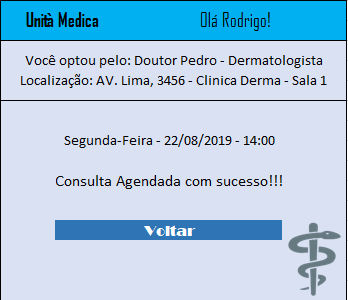 Unità Medica Olá Rodrigo!
Você optou pelo: Doutor Pedro - Dermatologista
Localização: AV. Lima, 3456 - Clinica Derma - Sala 1
Segunda-Feira - 22/08/2019 - 14:00
Consulta Agendada com sucesso!!!
Voltar